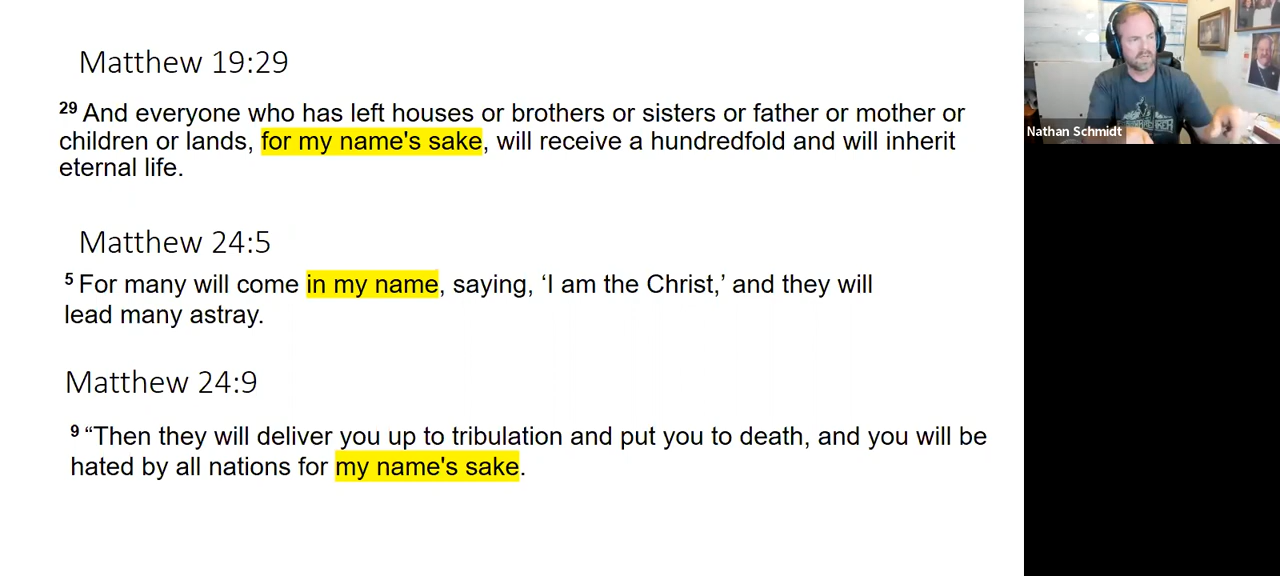 Matthew 19:29
29 And everyone who has left houses or brothers or sisters or father or mother or
children or lands, for my name's sake, will receive a hundredfold and will inherit
eternal life.
Matthew 24:5
5 For many will come in my name, saying, ‘I am the Christ,’ and they will
lead many astray.
Matthew 24:9
9 “Then they will deliver you up to tribulation and put you to death, and you will be
hated by all nations for my name's sake.
Nathan Schmidt